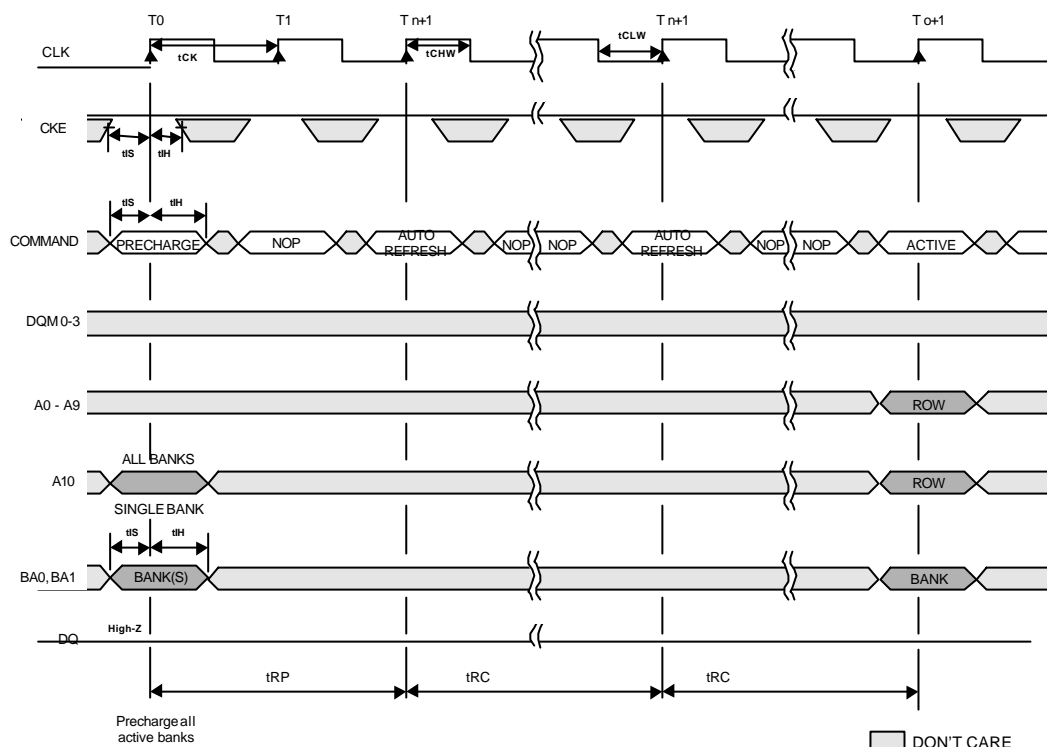 T0 T1 T n+1 T n+1 T o+1
CLK
tCK tCHW tCLW
CKE
tIS tIH
tIS tIH
COMMAND PRECHARGE NOP AUTO REFRESH NOP NOP AUTO REFRESH NOP NOP ACTIVE
DQM 0-3
A0 - A9 ROW
ALL BANKS
A10 ROW
SINGLE BANK
tIS tIH
BA0, BA1 BANK(S) BANK
High-Z
DQ
tRP tRC tRC
Precharge all
active banks
DON'T CARE